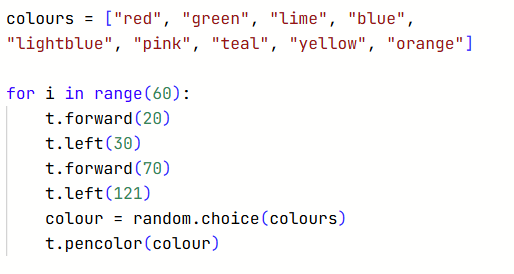 colours = ["red", "green", "lime", "blue",
"lightblue", "pink", "teal", "yellow", "orange"]

for i in range(60):
    t.forward(20)
    t.left(30)
    t.forward(70)
    t.left(121)
    colour = random.choice(colours)
    t.pencolor(colour)